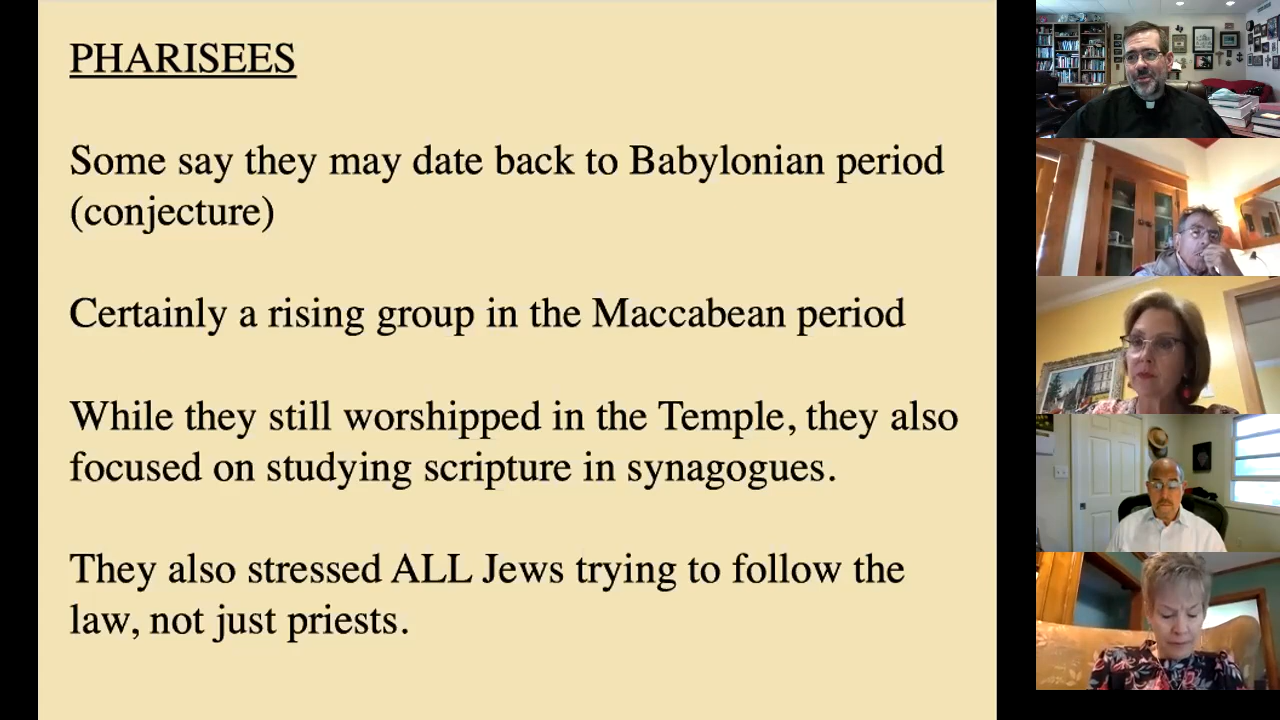 PHARISEES
Some say they may date back to Babylonian period
(conjecture)
Certainly a rising group in the Maccabean period
While they still worshipped in the Temple, they also
focused on studying scripture in synagogues.
They also stressed ALL Jews trying to follow the
law, not just priests.